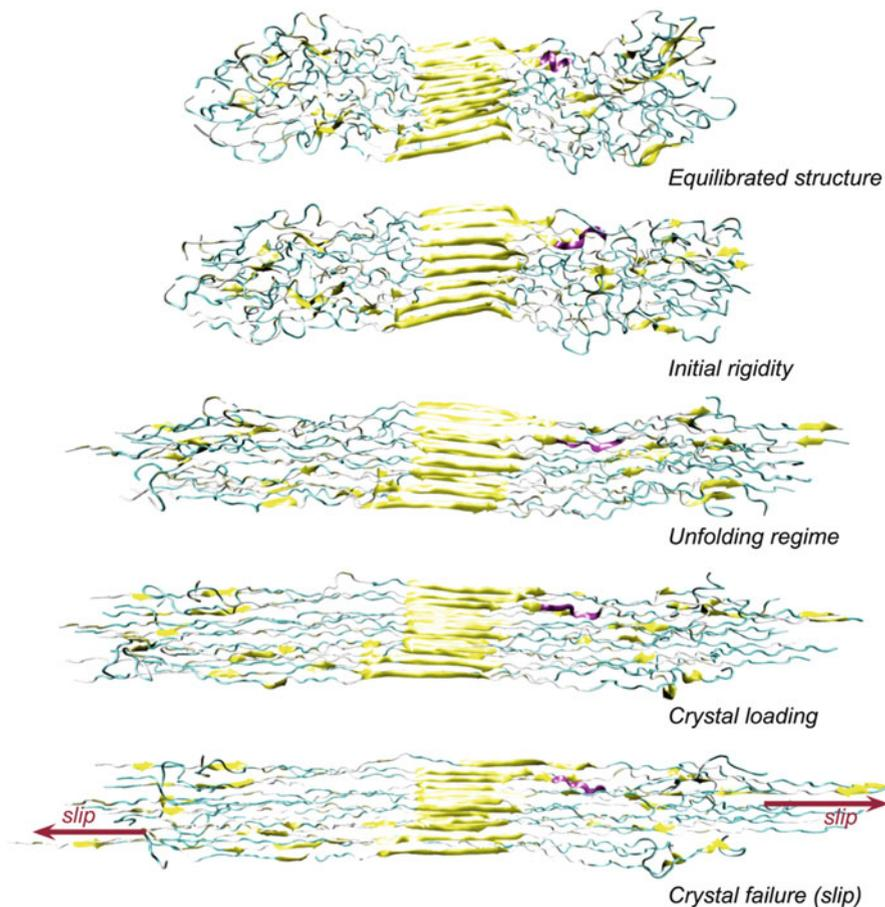 Equilibrated structure
Initial rigidity
Unfolding regime
Crystal loading
slip
slip
Crystal failure (slip)